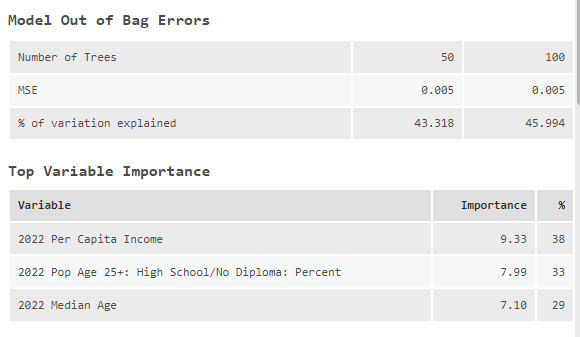 Model Out of Bag Errors
Number of Trees 50 100
MSE 0.005 0.005
% of variation explained 43.318 45.994
Top Variable Importance
Variable Importance %
2022 Per Capita Income 9.33 38
2022 Pop Age 25+: High School/No Diploma: Percent 7.99 33
2022 Median Age 7.10 29